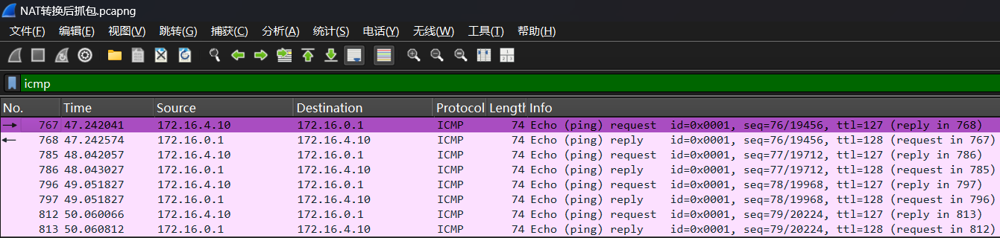 NAT转换后抓包.pcapng
文件(F) 编辑(E) 视图(V) 跳转(G) 捕获(C) 分析(A) 统计(S) 电话(Y) 无线(W) 工具(T) 帮助(H)
icmp
No. Time Source Destination Protocol Length Info
767 47.242041 172.16.4.10 172.16.0.1 ICMP 74 Echo (ping) request id=0x0001, seq=76/19456, ttl=127 (reply in 768)
768 47.242574 172.16.0.1 172.16.4.10 ICMP 74 Echo (ping) reply id=0x0001, seq=76/19456, ttl=128 (request in 767)
785 48.042057 172.16.4.10 172.16.0.1 ICMP 74 Echo (ping) request id=0x0001, seq=77/19712, ttl=127 (reply in 786)
786 48.043027 172.16.0.1 172.16.4.10 ICMP 74 Echo (ping) reply id=0x0001, seq=77/19712, ttl=128 (request in 785)
796 49.051827 172.16.4.10 172.16.0.1 ICMP 74 Echo (ping) request id=0x0001, seq=78/19968, ttl=127 (reply in 797)
797 49.051827 172.16.0.1 172.16.4.10 ICMP 74 Echo (ping) reply id=0x0001, seq=78/19968, ttl=128 (request in 796)
812 50.060066 172.16.4.10 172.16.0.1 ICMP 74 Echo (ping) request id=0x0001, seq=79/20224, ttl=127 (reply in 813)
813 50.060812 172.16.0.1 172.16.4.10 ICMP 74 Echo (ping) reply id=0x0001, seq=79/20224, ttl=128 (request in 812)